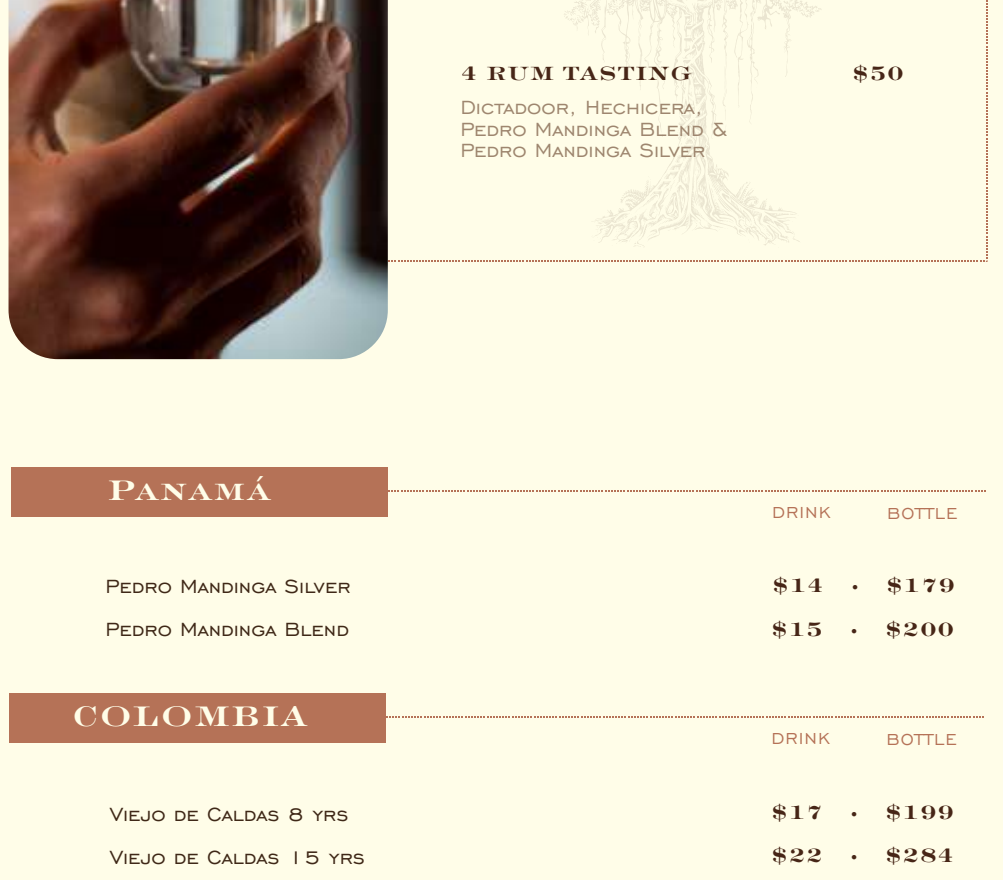 4 RUM TASTING $50
DICTADOOR, HECHICERA,
PEDRO MANDINGA BLEND &
PEDRO MANDINGA SILVER
PANAMÁ
DRINK BOTTLE
PEDRO MANDINGA SILVER $14 • $179
PEDRO MANDINGA BLEND $15 • $200
COLOMBIA
DRINK BOTTLE
VIEJO DE CALDAS 8 YRS $17 • $199
VIEJO DE CALDAS 15 YRS $22 • $284